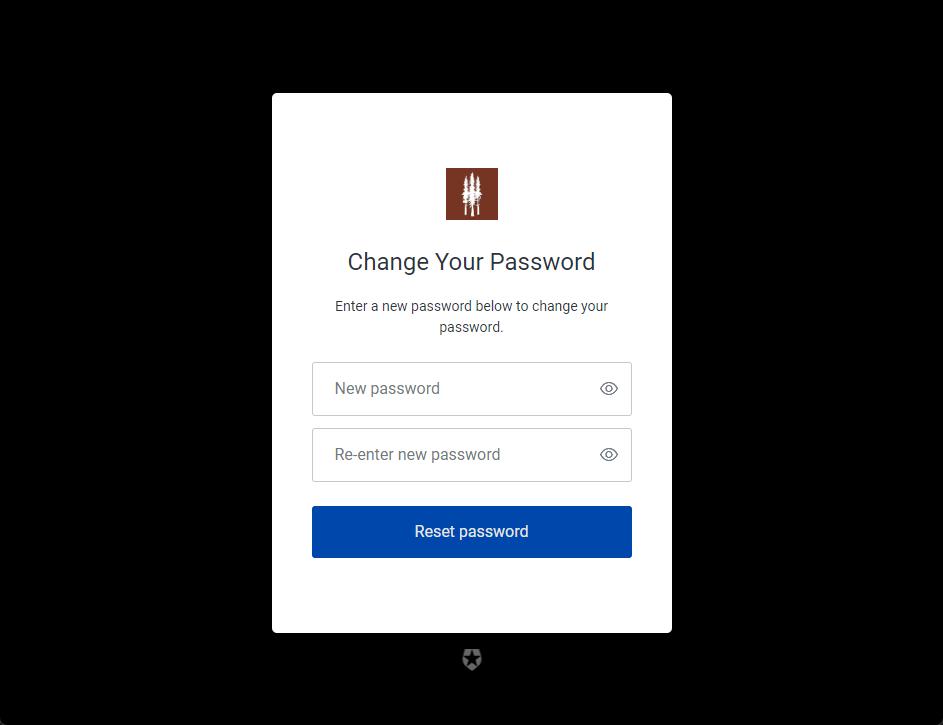 Change Your Password
Enter a new password below to change your
password.
New password
Re-enter new password
Reset password